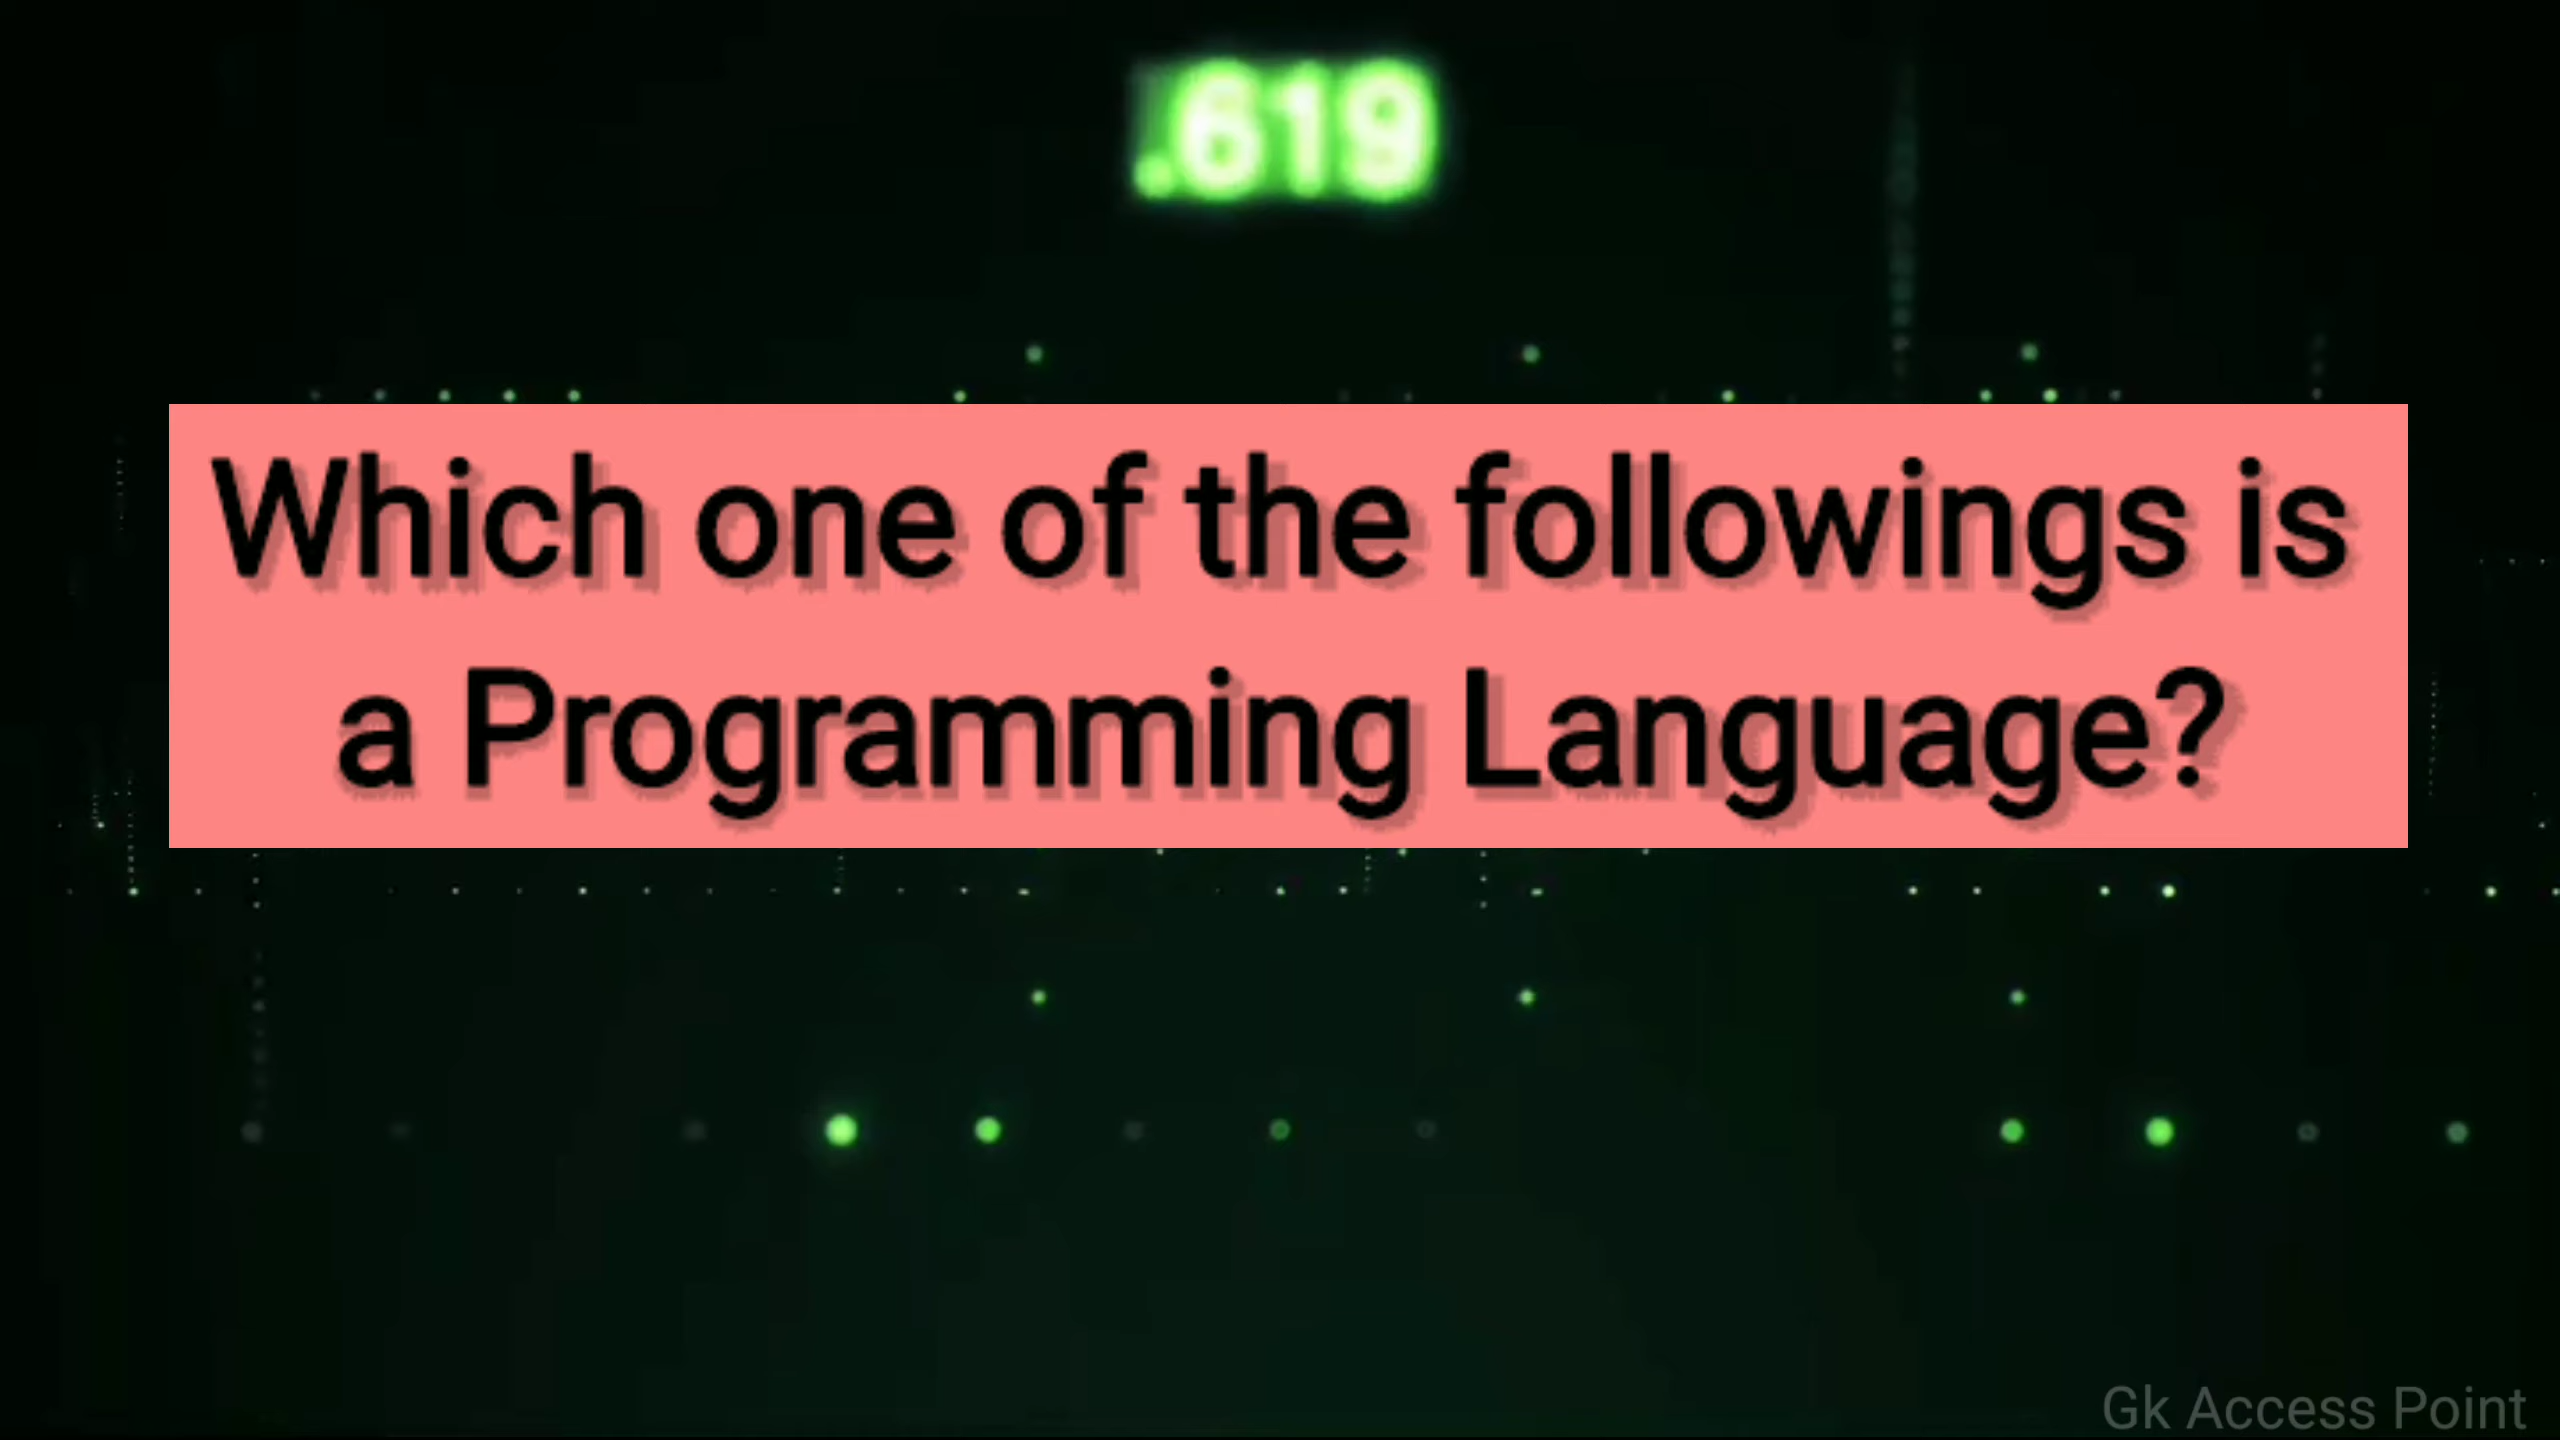 .619
Which one of the followings is
a Programming Language?
Gk Access Point